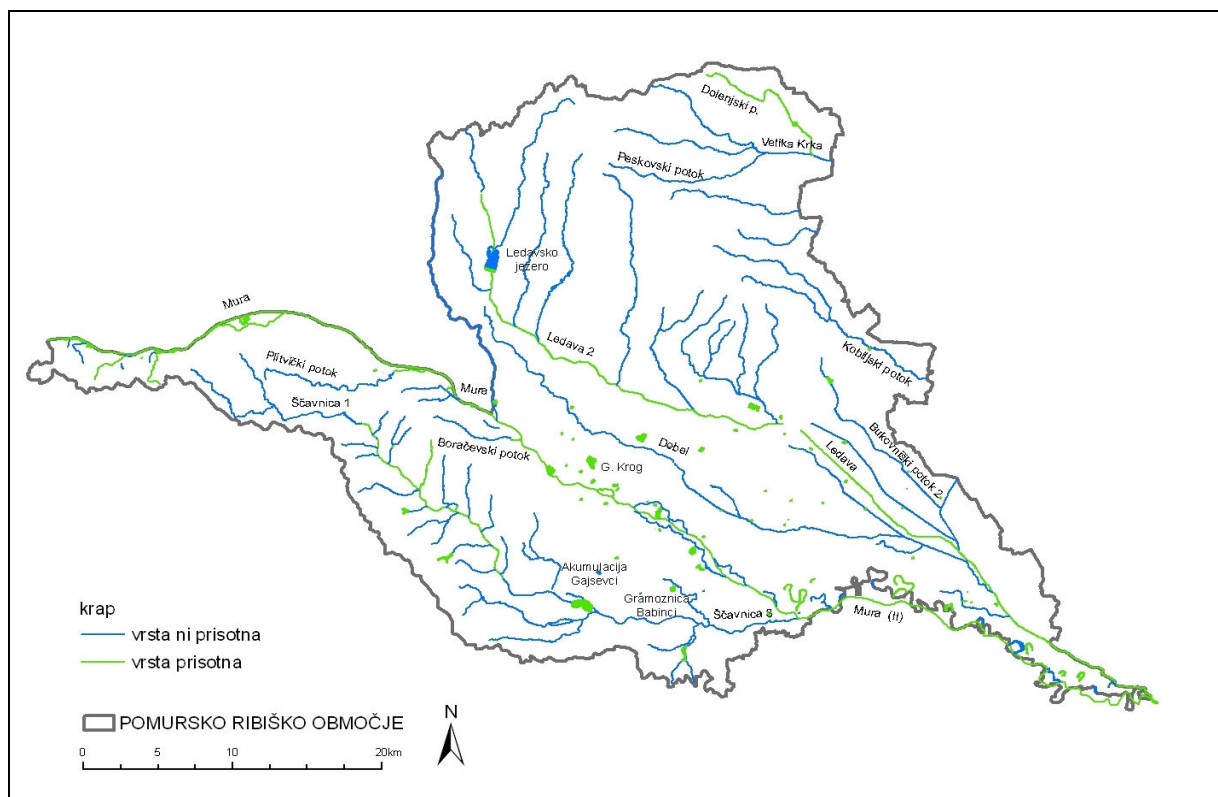 Dolenjski p.
Velika Krka
Peskovski potok
Ledavsko
jezero
Mura
Ledava 2
Kobiljski potok
Plitvički potok
Mura
Ščavnica 1
Boračevski potok
Dobel
Ledava
Bukovniški potok 2
G. Krog
Akumulacija
Gajsevci
Gramoznica
Babinci
Ščavnica 3
Mura (II)
krap
vrsta ni prisotna
vrsta prisotna
POMURSKO RIBIŠKO OBMOČJE
N
0 5 10 20km